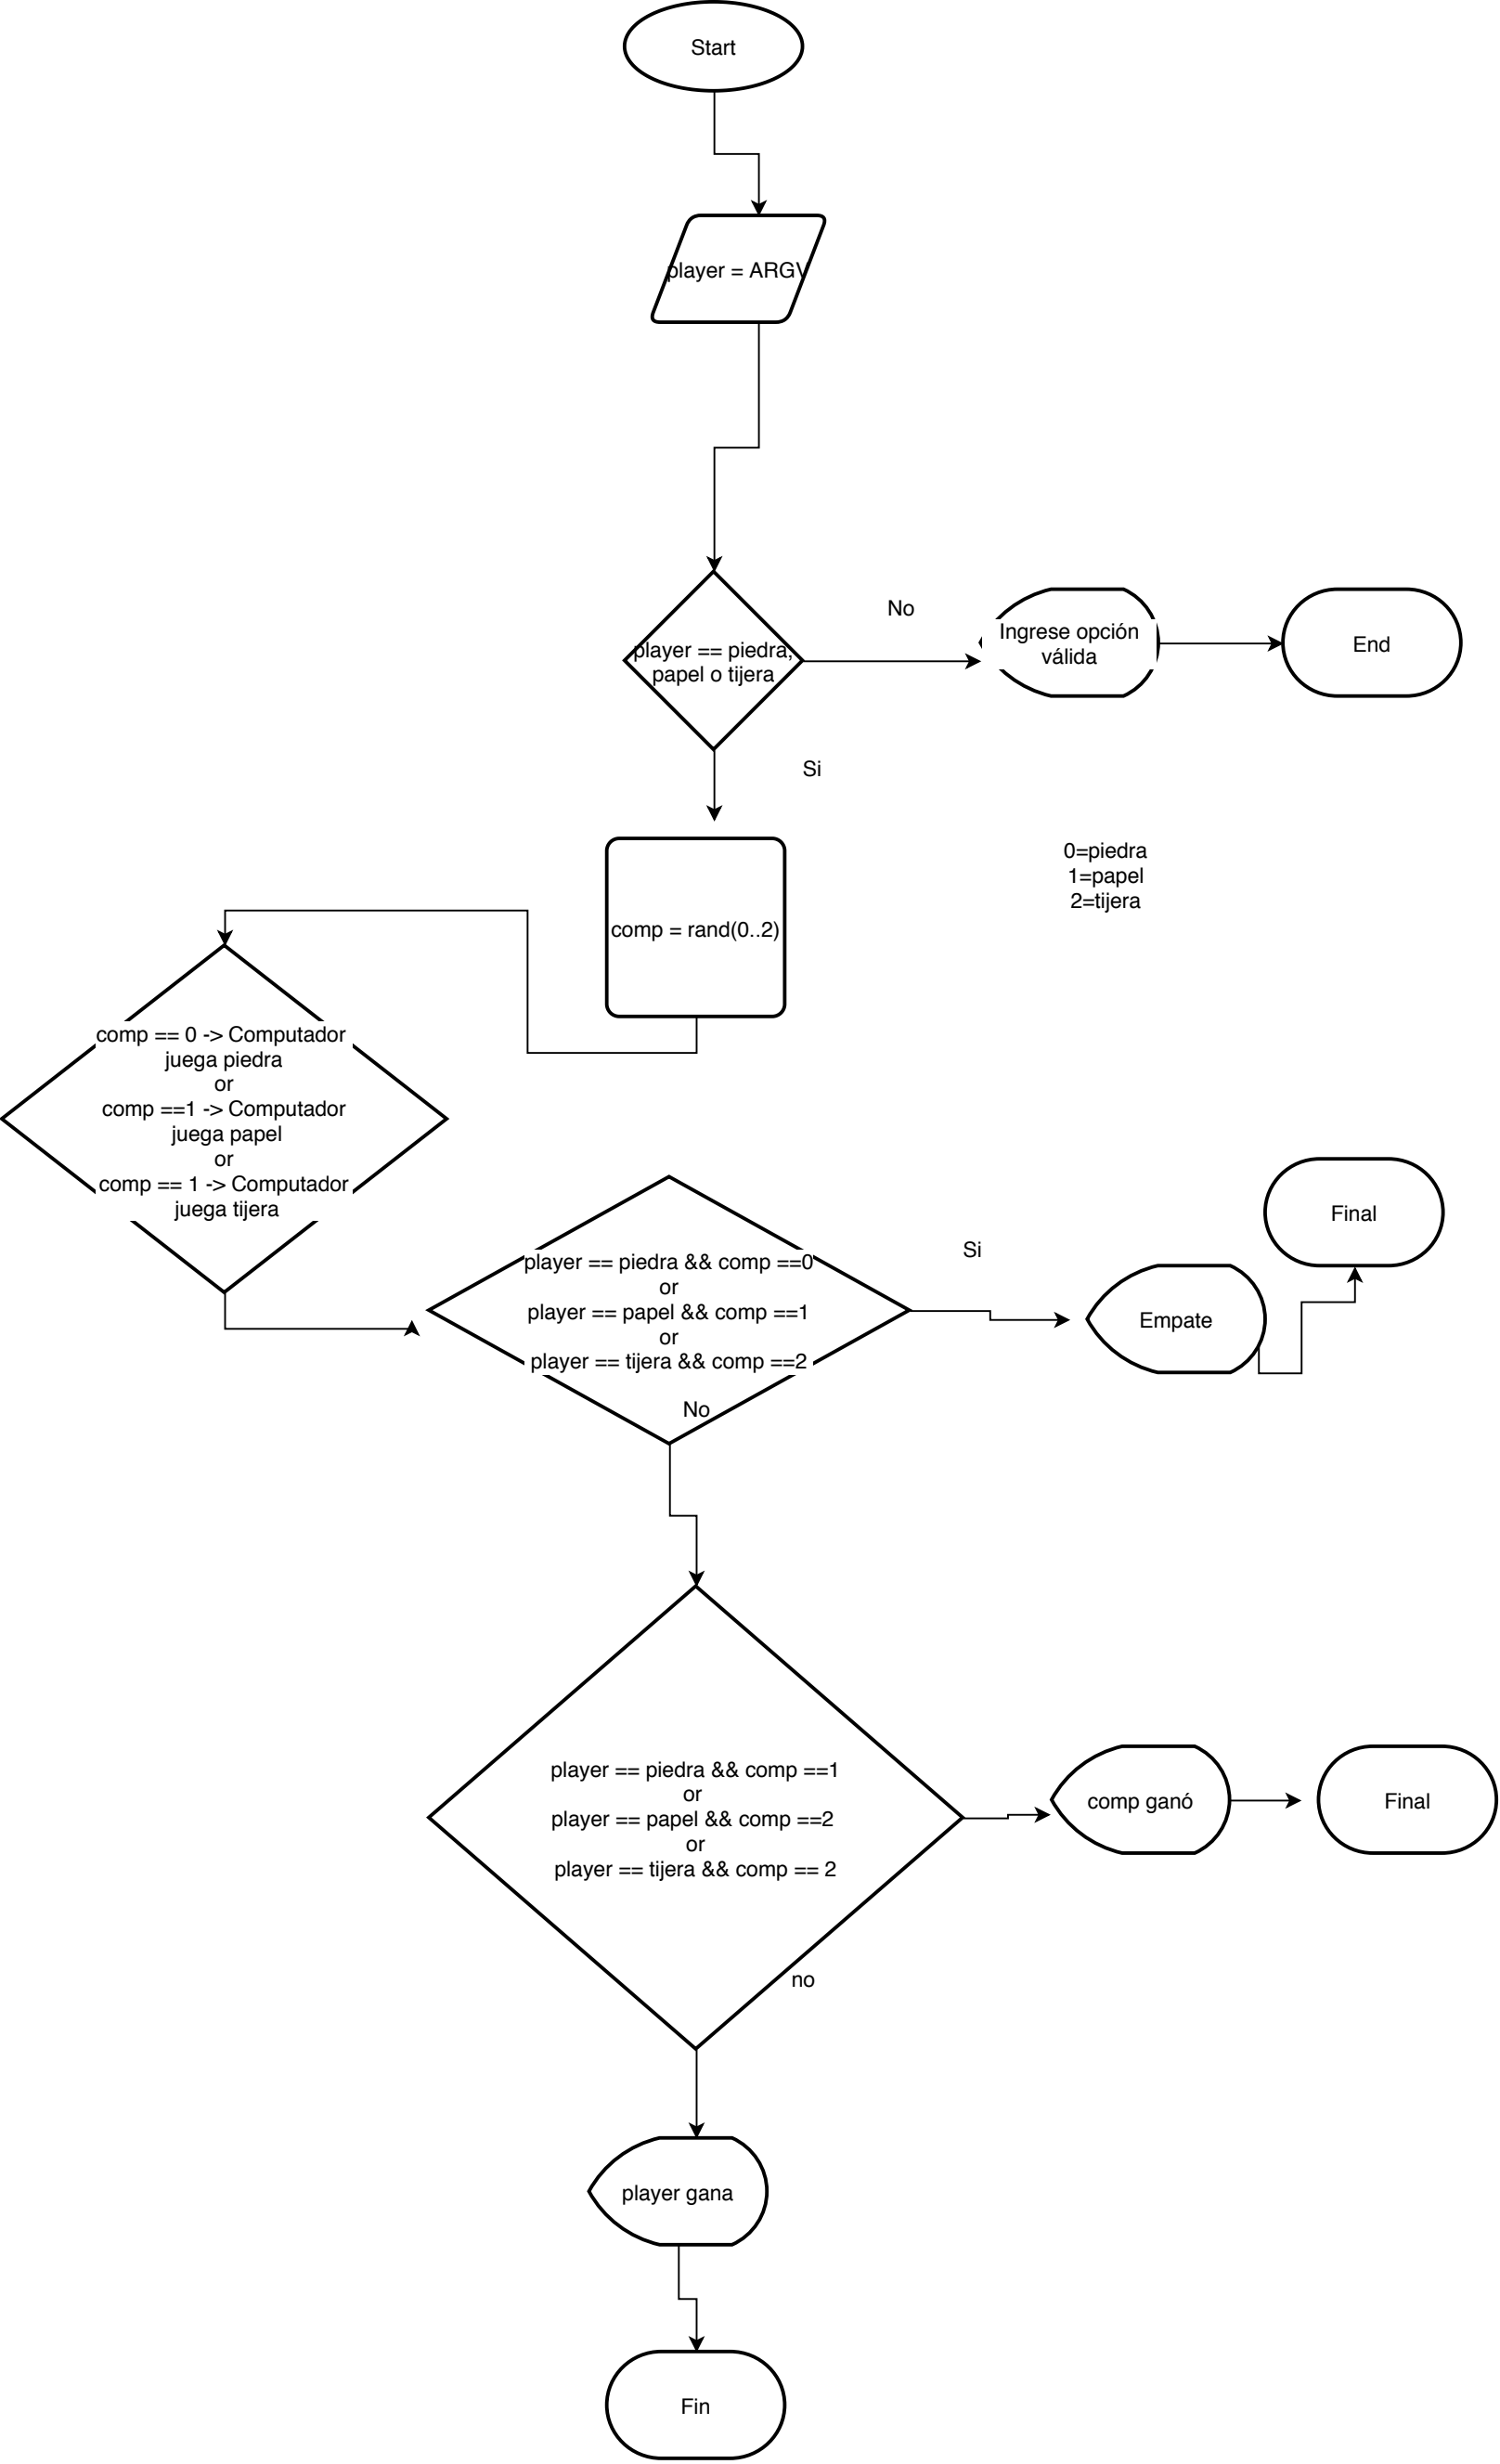 Start
player = ARGV
player == piedra,
papel o tijera
No
Ingrese opción
válida
End
Si
0=piedra
1=papel
2=tijera
comp = rand(0..2)
comp == 0 -> Computador
juega piedra
or
comp ==1 -> Computador
juega papel
or
comp == 1 -> Computador
juega tijera
player == piedra && comp ==0
or
player == papel && comp ==1
or
player == tijera && comp ==2
No
Si
Empate
Final
player == piedra && comp ==1
or
player == papel && comp ==2
or
player == tijera && comp == 2
no
comp ganó
Final
player gana
Fin